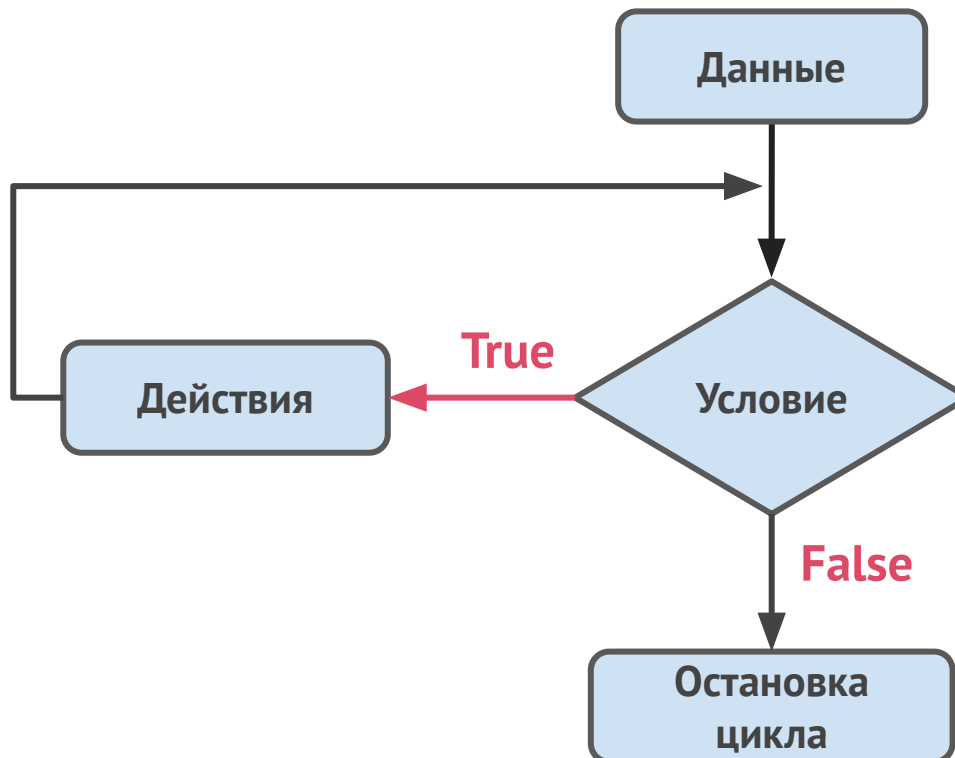 Данные
True
Действия
Условие
False
Остановка
цикла